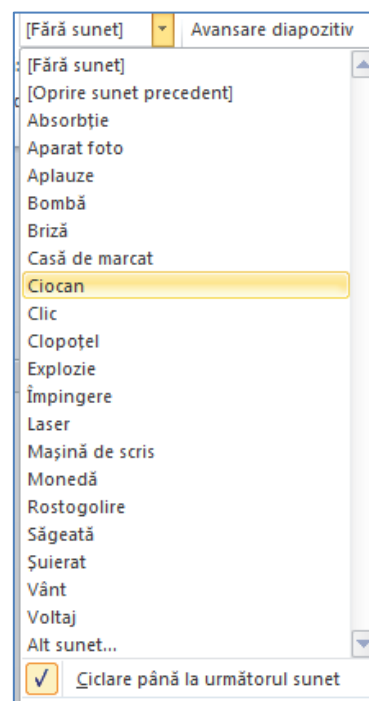 [Fără sunet] Avansare diapozitiv
[Fără sunet]
[Oprire sunet precedent]
Absorbție
Aparat foto
Aplauze
Bombă
Briză
Casă de marcat
Ciocan
Clic
Clopoțel
Explozie
Împingere
Laser
Mașină de scris
Monedă
Rostogolire
Săgeată
Șuierat
Vânt
Voltaj
Alt sunet...
Ciclare până la următorul sunet